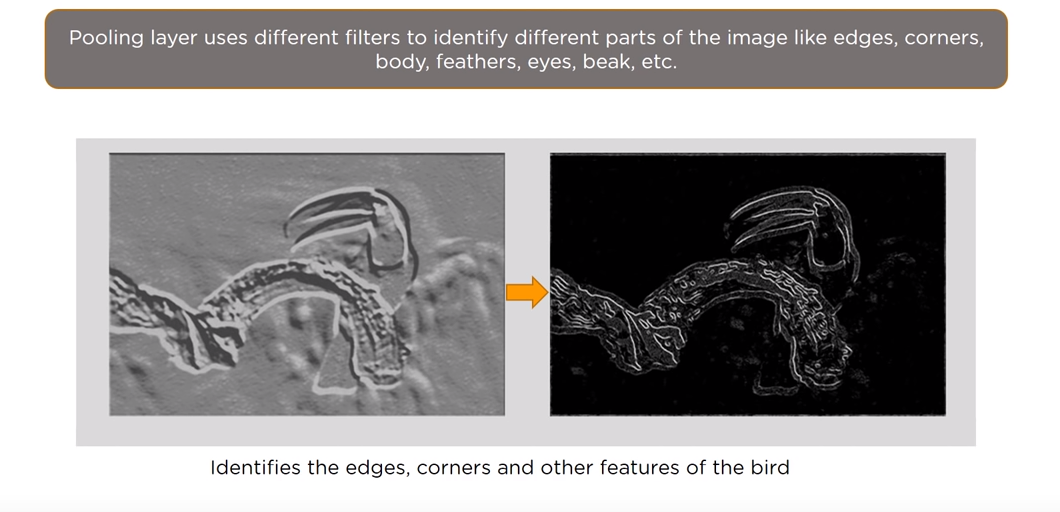 Pooling layer uses different filters to identify different parts of the image like edges, corners,
body, feathers, eyes, beak, etc.
Identifies the edges, corners and other features of the bird